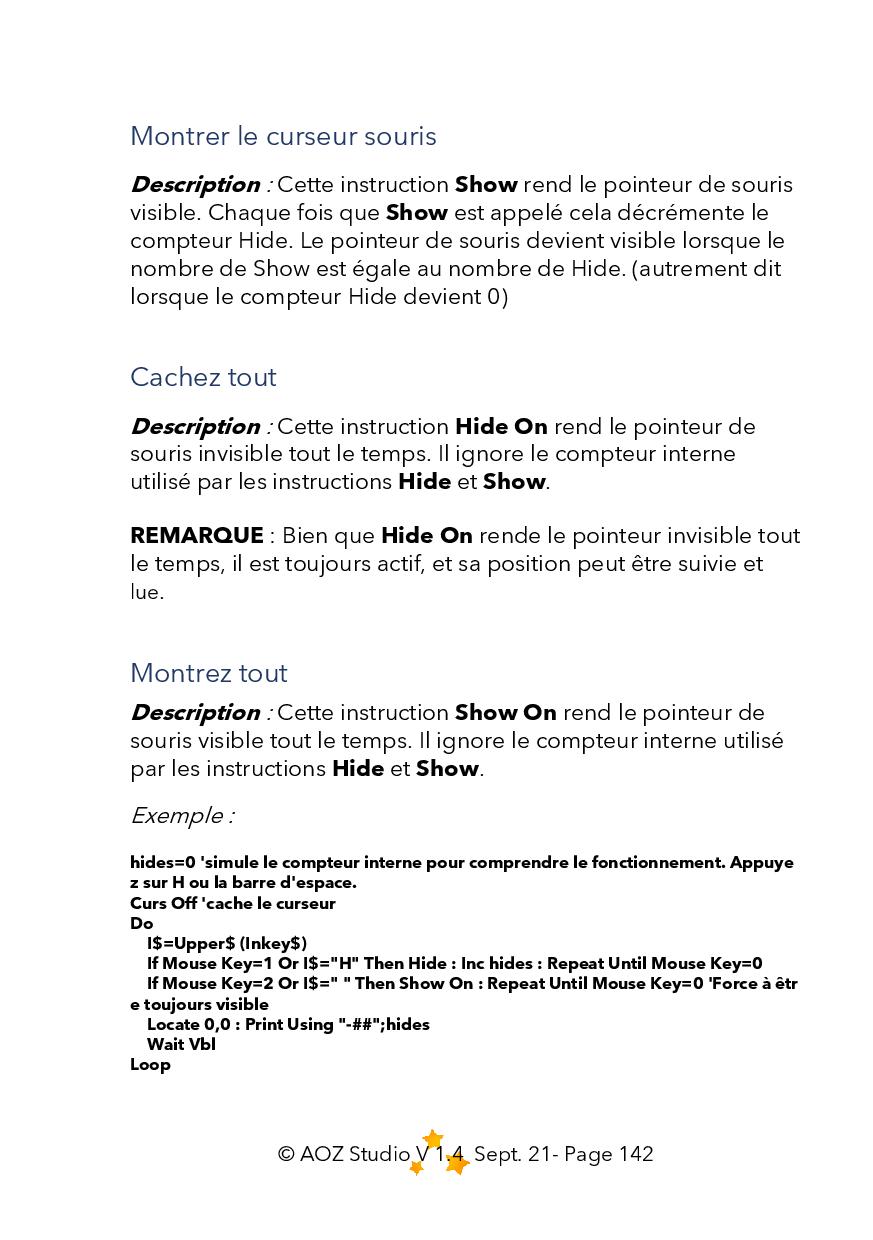 Montrer le curseur souris
Description : Cette instruction Show rend le pointeur de souris
visible. Chaque fois que Show est appelé cela décrémente le
compteur Hide. Le pointeur de souris devient visible lorsque le
nombre de Show est égale au nombre de Hide. (autrement dit
lorsque le compteur Hide devient 0)
Cachez tout
Description : Cette instruction Hide On rend le pointeur de
souris invisible tout le temps. Il ignore le compteur interne
utilisé par les instructions Hide et Show.
REMARQUE : Bien que Hide On rende le pointeur invisible tout
le temps, il est toujours actif, et sa position peut être suivie et
lue.
Montrez tout
Description : Cette instruction Show On rend le pointeur de
souris visible tout le temps. Il ignore le compteur interne utilisé
par les instructions Hide et Show.
Exemple :
hides=0 'simule le compteur interne pour comprendre le fonctionnement. Appuye
z sur H ou la barre d'espace.
Curs Off 'cache le curseur
Do
I$=Upper$ (Inkey$)
If Mouse Key=1 Or I$="H" Then Hide : Inc hides : Repeat Until Mouse Key=0
If Mouse Key=2 Or I$=" " Then Show On : Repeat Until Mouse Key=0 'Force à êtr
e toujours visible
Locate 0,0 : Print Using "-##";hides
Wait Vbl
Loop
© AOZ Studio V 1.4 Sept. 21- Page 142